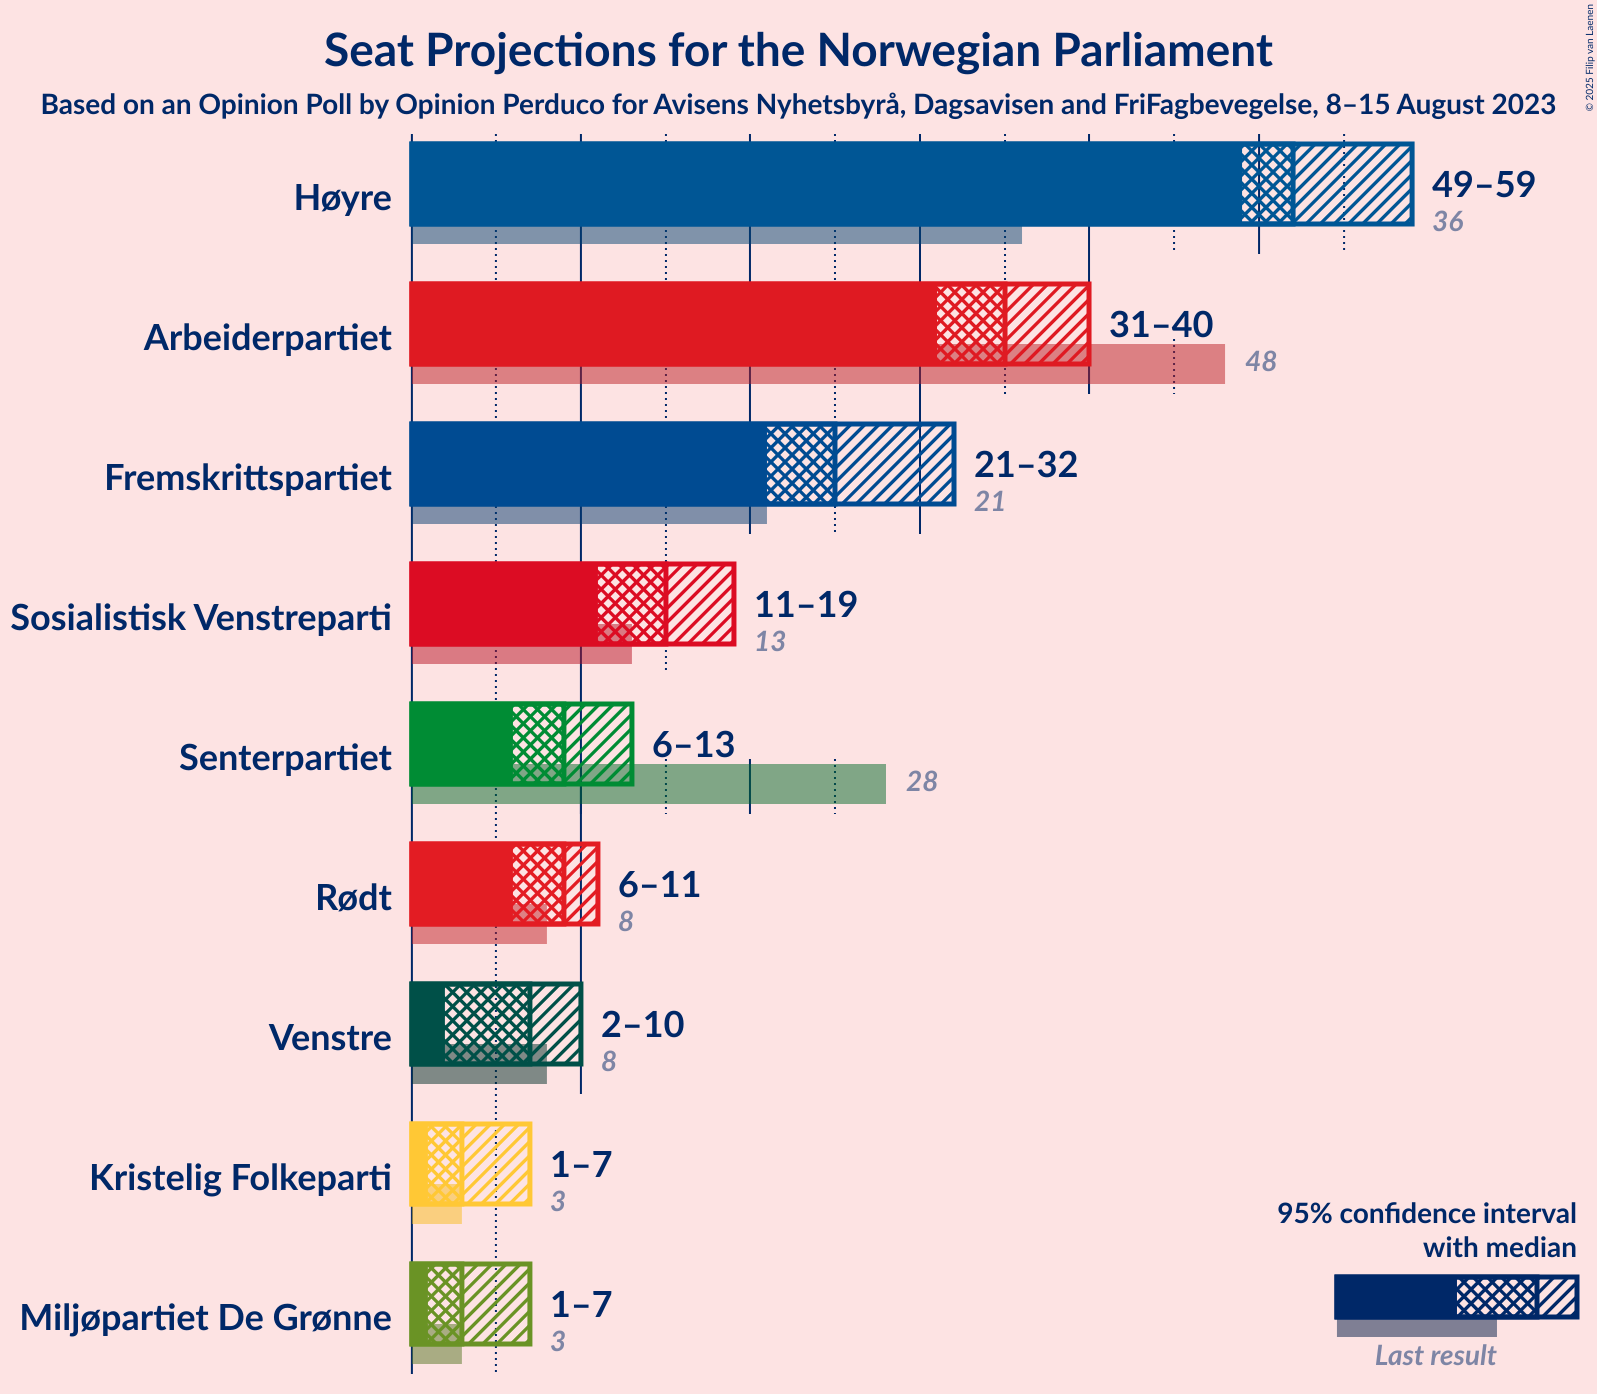 Seat Projections for the Norwegian Parliament
Based on an Opinion Poll by Opinion Perduco for Avisens Nyhetsbyrå, Dagsavisen and FriFagbevegelse, 8–15 August 2023
© 2025 Filip van Laenen
Høyre
49–59
36
Arbeiderpartiet
31–40
48
Fremskrittspartiet
21–32
21
Sosialistisk Venstreparti
11–19
13
Senterpartiet
6–13
28
Rødt
6–11
8
Venstre
2–10
8
Kristelig Folkeparti
1–7
3
Miljøpartiet De Grønne
1–7
3
95% confidence interval
with median
Last result